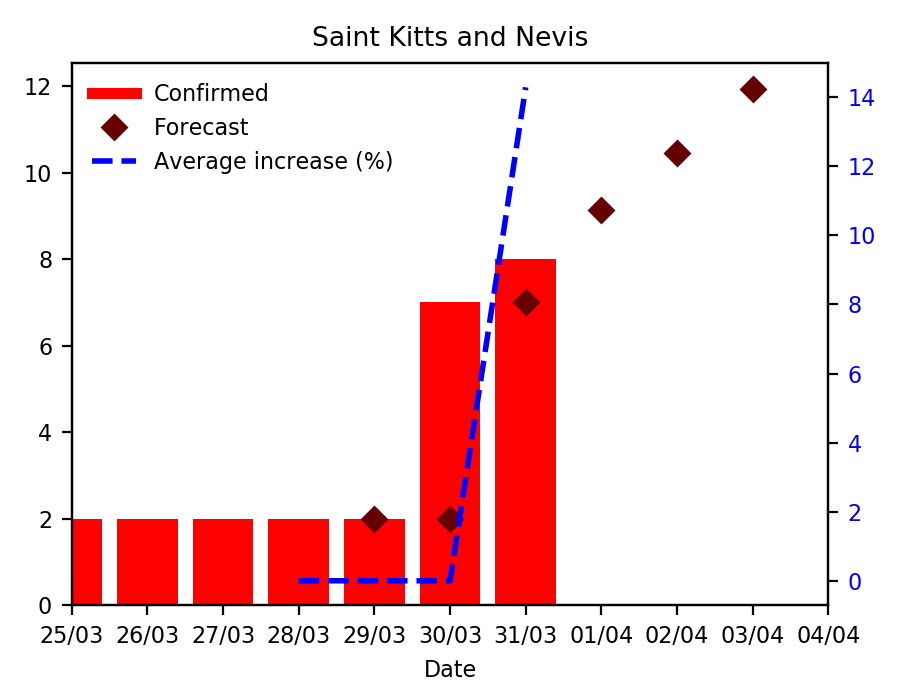 Saint Kitts and Nevis
Confirmed
Forecast
Average increase (%)
12
10
8
6
4
2
0
14
12
10
8
6
4
2
0
25/03 26/03 27/03 28/03 29/03 30/03 31/03 01/04 02/04 03/04 04/04
Date